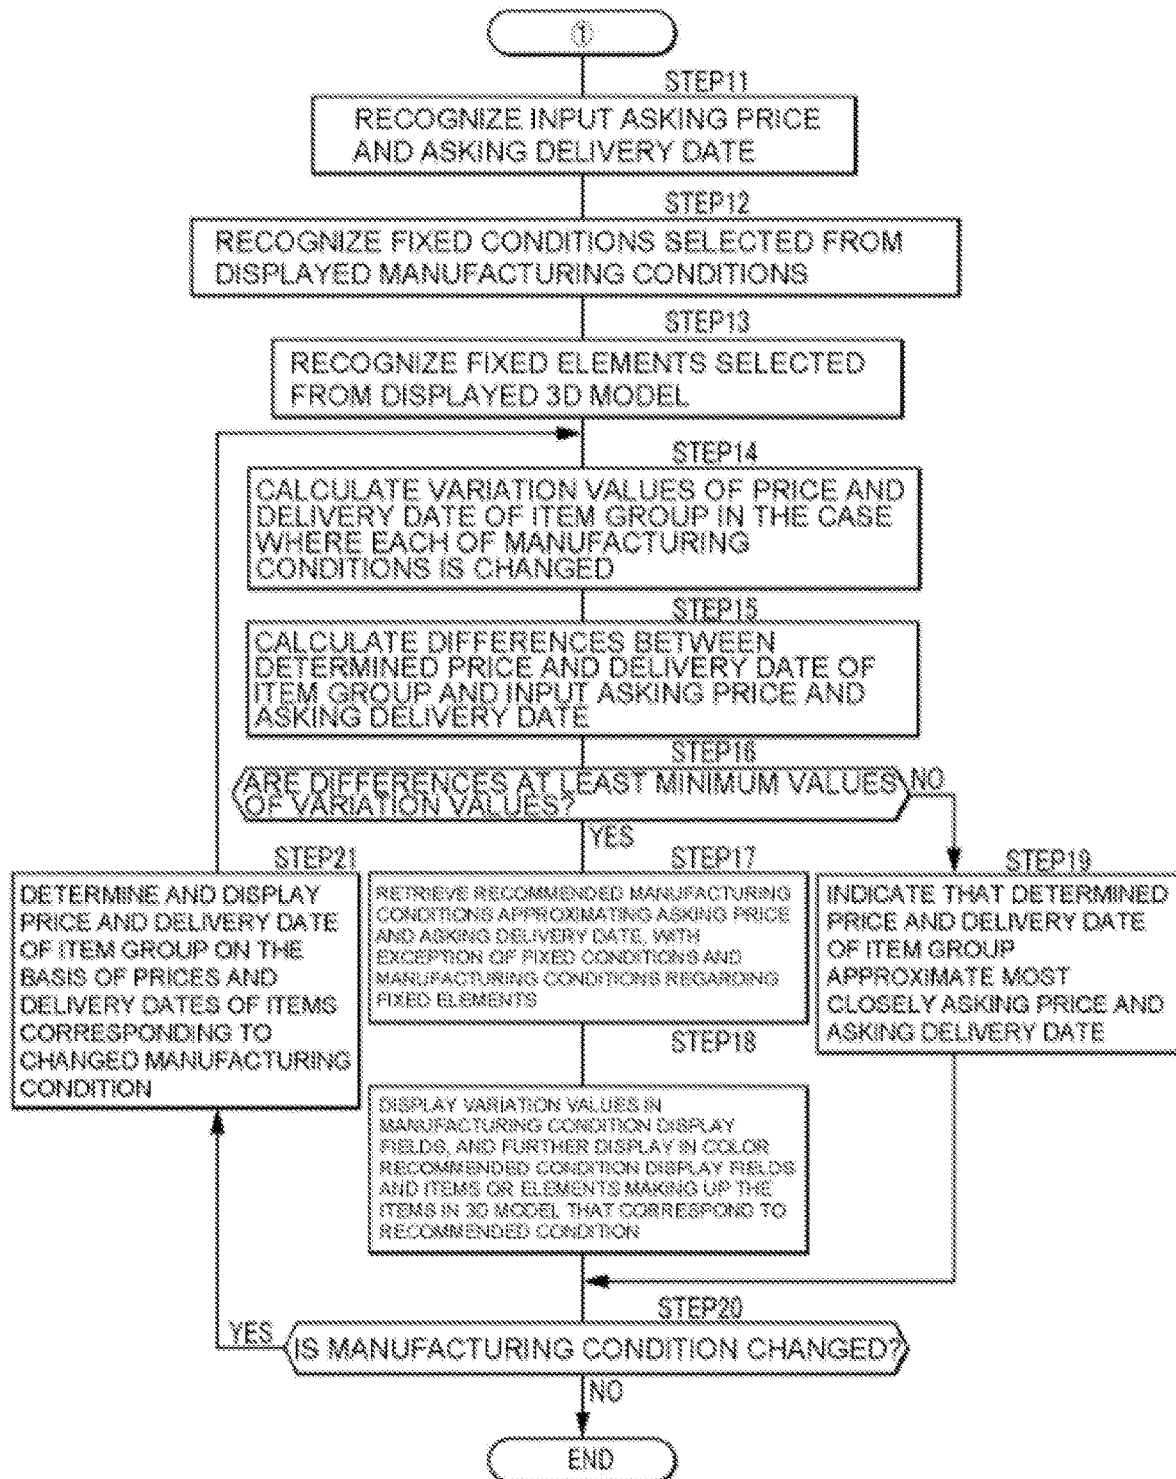 ①
STEP11
RECOGNIZE INPUT ASKING PRICE
AND ASKING DELIVERY DATE
STEP12
RECOGNIZE FIXED CONDITIONS SELECTED FROM
DISPLAYED MANUFACTURING CONDITIONS
STEP13
RECOGNIZE FIXED ELEMENTS SELECTED
FROM DISPLAYED 3D MODEL
STEP14
CALCULATE VARIATION VALUES OF PRICE AND
DELIVERY DATE OF ITEM GROUP IN THE CASE
WHERE EACH OF MANUFACTURING
CONDITIONS IS CHANGED
STEP15
CALCULATE DIFFERENCES BETWEEN
DETERMINED PRICE AND DELIVERY DATE OF
ITEM GROUP AND INPUT ASKING PRICE AND
ASKING DELIVERY DATE
STEP16
ARE DIFFERENCES AT LEAST MINIMUM VALUES
OF VARIATION VALUES?
NO
YES
STEP21
DETERMINE AND DISPLAY
PRICE AND DELIVERY DATE
OF ITEM GROUP ON THE
BASIS OF PRICES AND
DELIVERY DATES OF ITEMS
CORRESPONDING TO
CHANGED MANUFACTURING
CONDITION
STEP17
RETRIEVE RECOMMENDED MANUFACTURING
CONDITIONS APPROXIMATING ASKING PRICE
AND ASKING DELIVERY DATE, WITH
EXCEPTION OF FIXED CONDITIONS AND
MANUFACTURING CONDITIONS REGARDING
FIXED ELEMENTS
STEP19
INDICATE THAT DETERMINED
PRICE AND DELIVERY DATE
OF ITEM GROUP
APPROXIMATE MOST
CLOSELY ASKING PRICE AND
ASKING DELIVERY DATE
STEP18
DISPLAY VARIATION VALUES IN
MANUFACTURING CONDITION DISPLAY
FIELDS, AND FURTHER DISPLAY IN COLOR
RECOMMENDED CONDITION DISPLAY FIELDS
AND ITEMS OR ELEMENTS MAKING UP THE
ITEMS IN 3D MODEL THAT CORRESPOND TO
RECOMMENDED CONDITION
STEP20
YES
IS MANUFACTURING CONDITION CHANGED?
NO
END